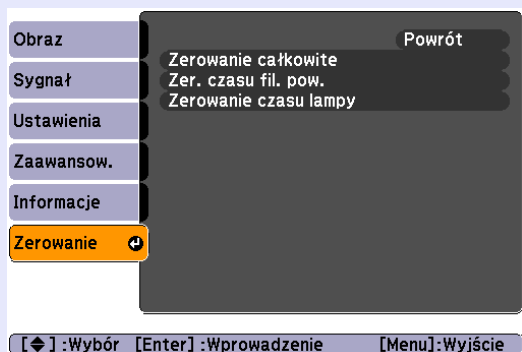 Obraz
Sygnał
Ustawienia
Zaawansow.
Informacje
Zerowanie
Powrót
Zerowanie całkowite
Zer. czasu fil. pow.
Zerowanie czasu lampy
[◆] :Wybór [Enter] :Wprowadzenie [Menu]:Wyjście